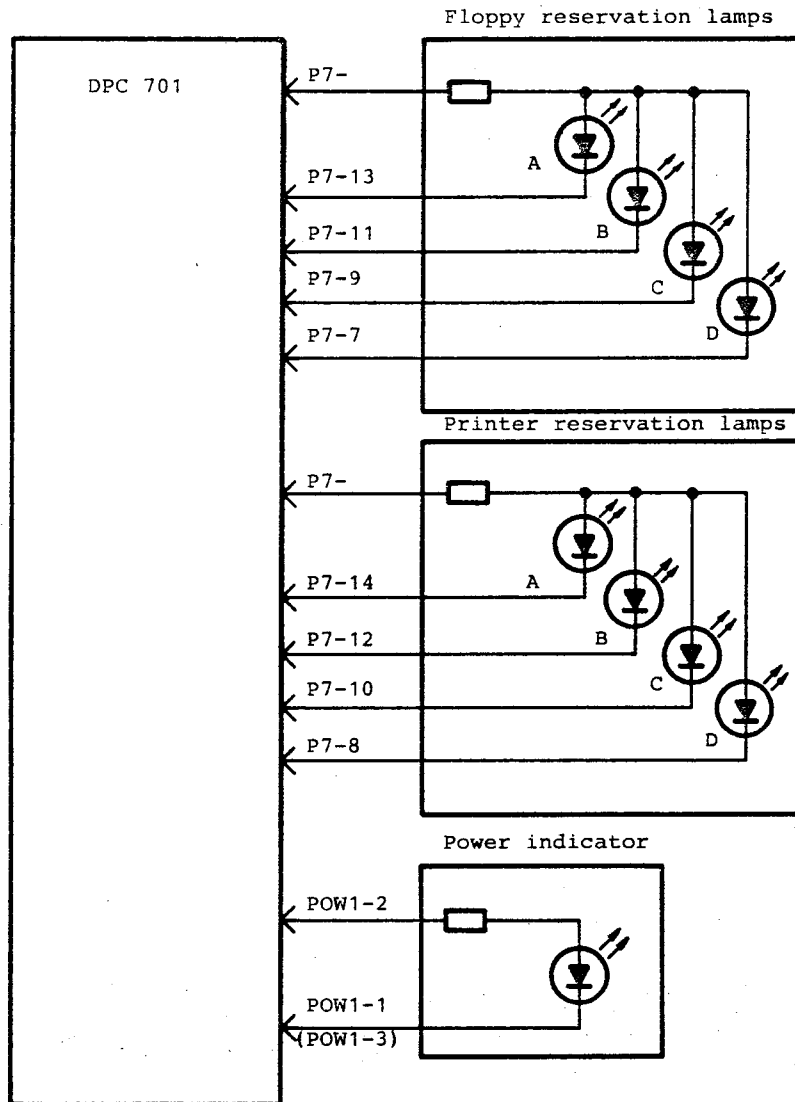 Floppy reservation lamps
DPC 701
P7-
P7-13
A
P7-11
B
P7-9
C
P7-7
D
Printer reservation lamps
P7-
P7-14
A
P7-12
B
P7-10
C
P7-8
D
Power indicator
POW1-2
POW1-1
(POW1-3)